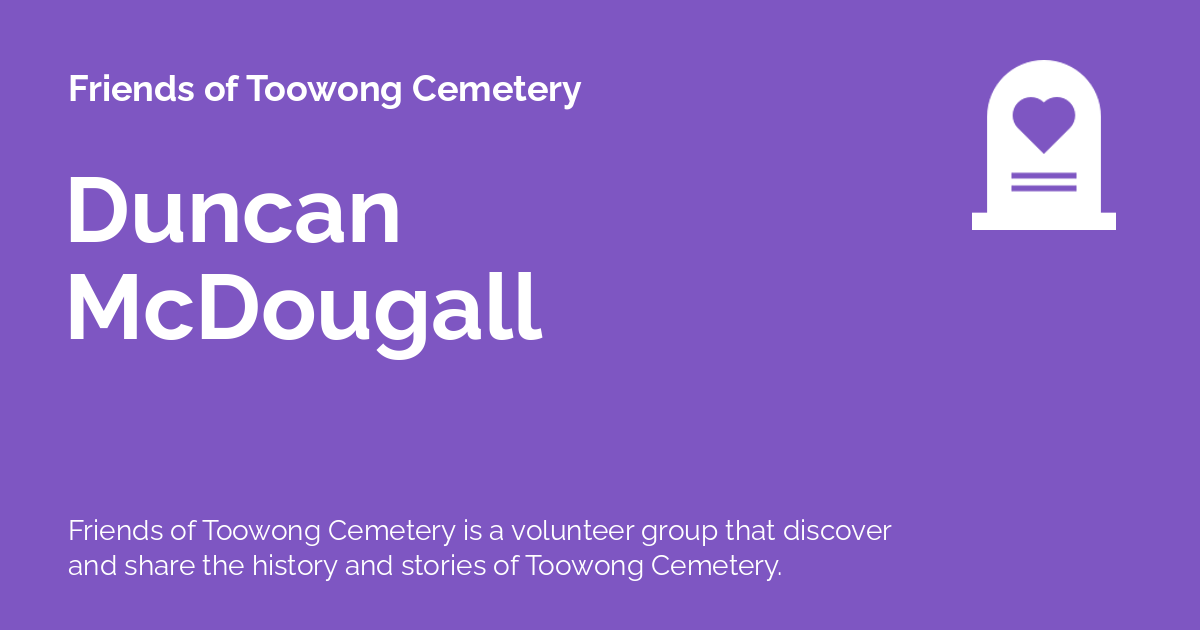 Friends of Toowong Cemetery
Duncan
McDougall
Friends of Toowong Cemetery is a volunteer group that discover
and share the history and stories of Toowong Cemetery.